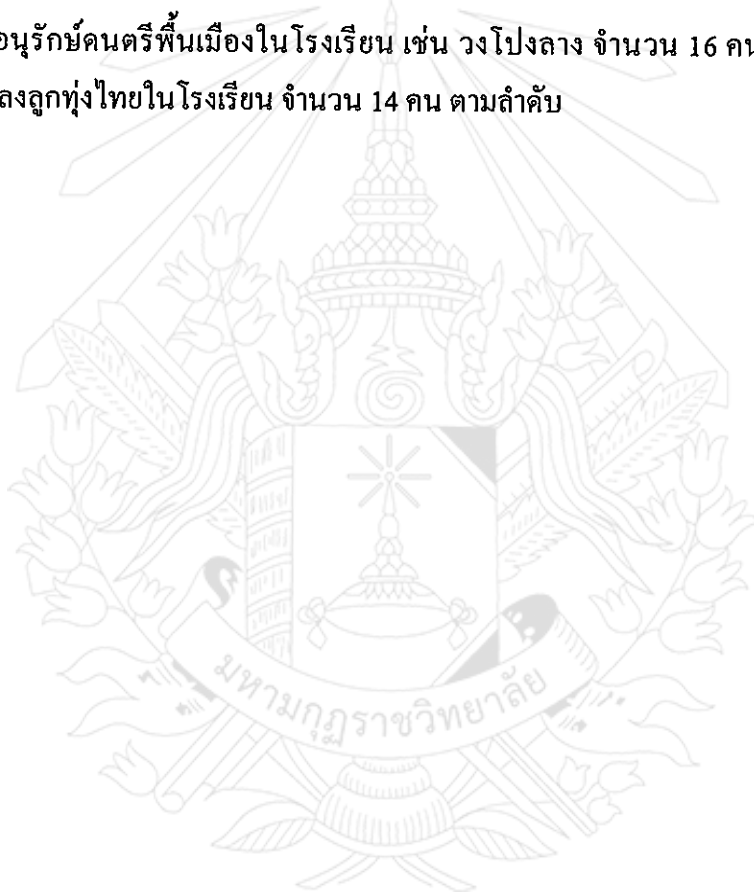 อนุรักษ์ดนตรีพื้นเมืองในโรงเรียน เช่น วงโปงลาง จำนวน 16 คน
ลงลูกทุ่งไทยในโรงเรียน จำนวน 14 คน ตามลำดับ
มหามกุฏราชวิทยาลัย